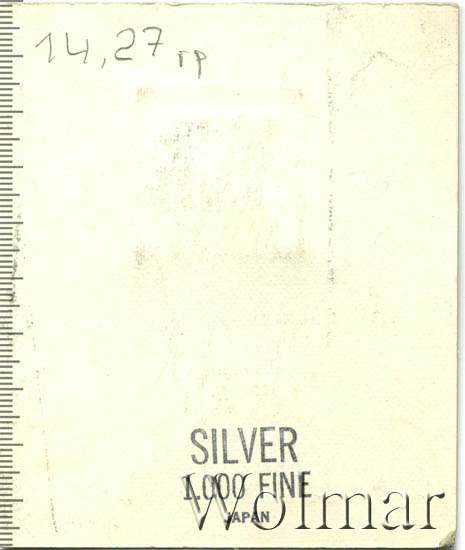 14,27 гр
SILVER
1.000 FINE
JAPAN
Wolmar